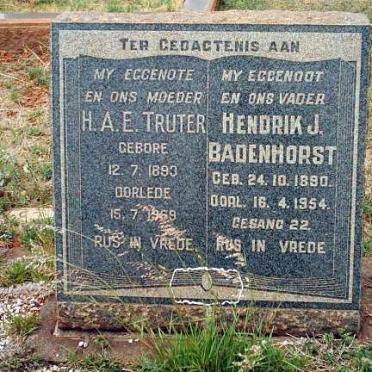 TER GEDACTENIS AAN
MY EGGENOTE
EN ONS MOEDER
H.A.E. TRUTER
GEBORE
12.7.1893
OORLEDE
15.7.1969
RUS IN VREDE
MY EGGENOOT
EN ONS VADER
HENDRIK J.
BADENHORST
GEB. 24.10.1890.
OORL. 16.4.1954.
GESANG 22
RUS IN VREDE